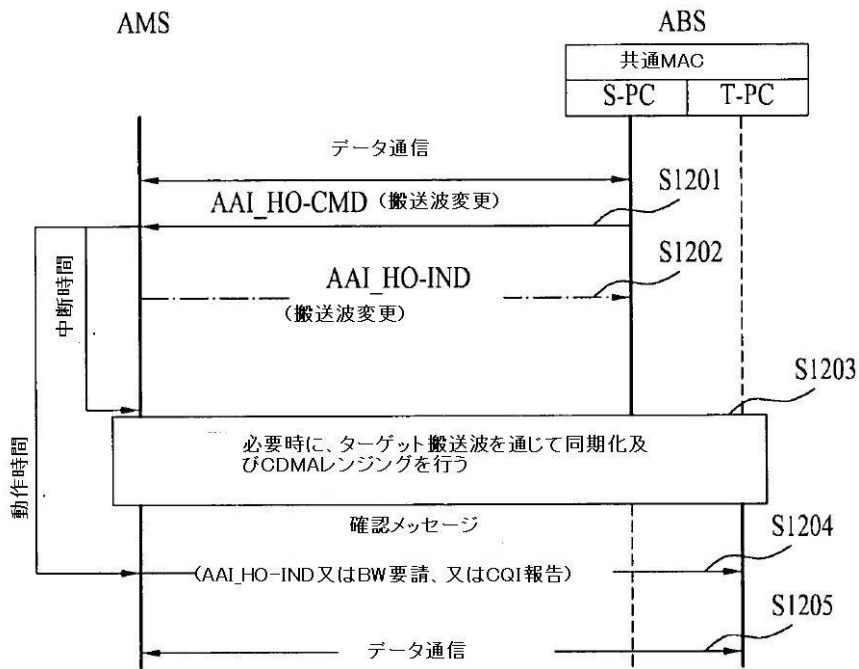 AMS
ABS
共通MAC
S-PC
T-PC
データ通信
S1201
AAI_HO-CMD (搬送波変更)
S1202
AAI_HO-IND
(搬送波変更)
中断時間
動作時間
S1203
必要時に、ターゲット搬送波を通じて同期化及
びCDMAレンジングを行う
確認メッセージ
S1204
(AAI_HO-IND又はBW要請、又はCQI報告)
S1205
データ通信